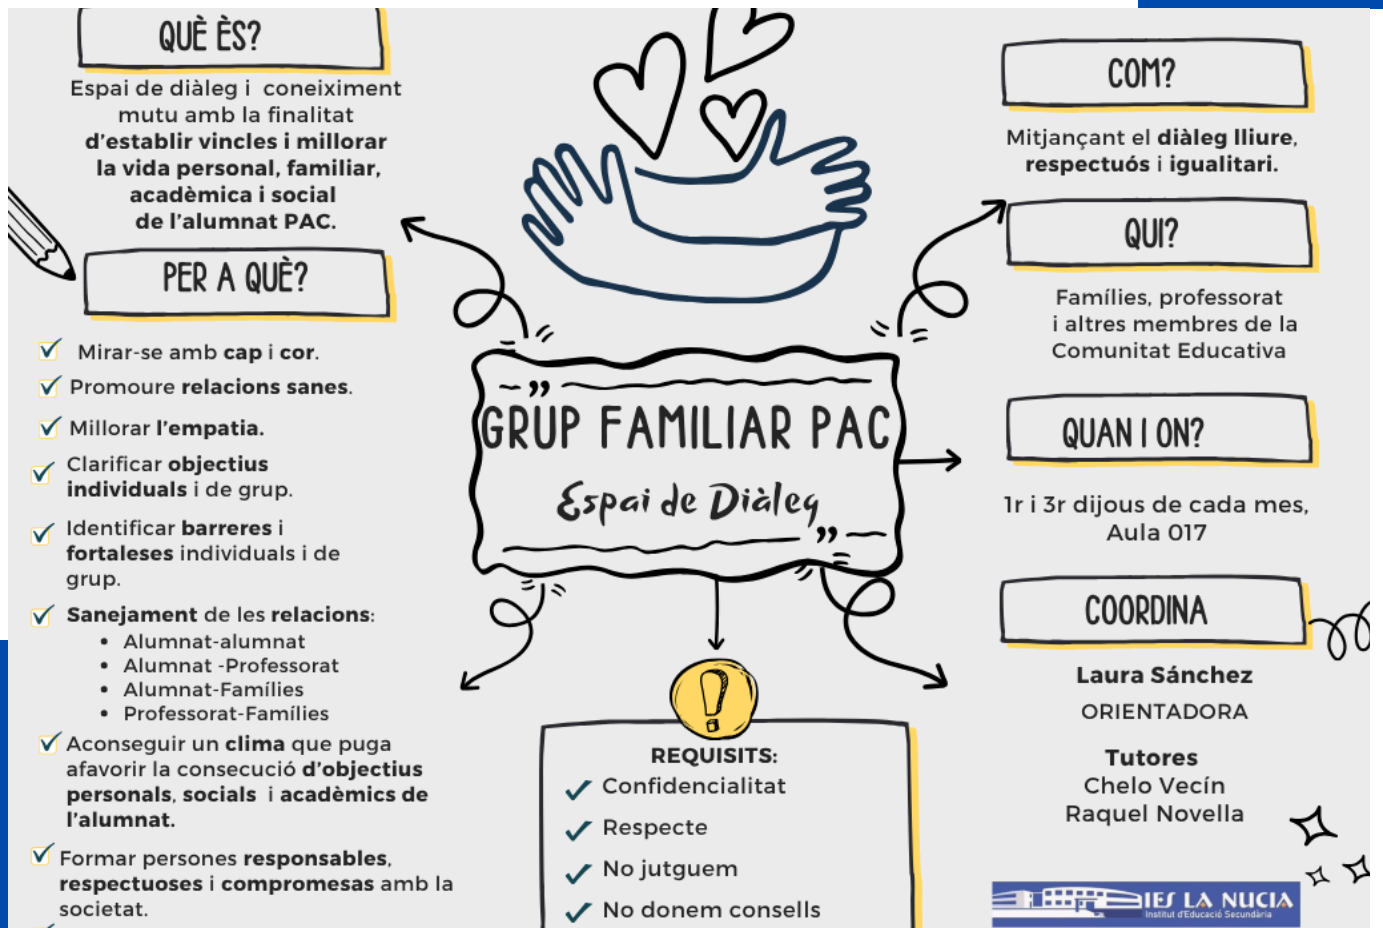 QUÈ ÈS?
Espai de diàleg i coneiximent
mutu amb la finalitat
d'establir vincles i millorar
la vida personal, familiar,
acadèmica i social
de l'alumnat PAC.
PER A QUÈ?
Mirar-se amb cap i cor.
Promoure relacions sanes.
Millorar l'empatia.
Clarificar objectius
individuals i de grup.
Identificar barreres i
fortaleses individuals i de
grup.
Sanejament de les relacions:
Alumnat-alumnat
Alumnat -Professorat
Alumnat-Famílies
Professorat-Famílies
Aconseguir un clima que puga
afavorir la consecució d'objectius
personals, socials i acadèmics de
l'alumnat.
Formar persones responsables,
respectuoses i compromesas amb la
societat.
GRUP FAMILIAR PAC
Espai de Diàleg
REQUISITS:
Confidencialitat
Respecte
No jutguem
No donem consells
COM?
Mitjançant el diàleg lliure,
respectuós i igualitari.
QUI?
Famílies, professorat
i altres membres de la
Comunitat Educativa
QUAN I ON?
1r i 3r dijous de cada mes,
Aula 017
COORDINA
Laura Sánchez
ORIENTADORA
Tutores
Chelo Vecín
Raquel Novella
IES LA NUCIA
Institut d'Educació Secundària